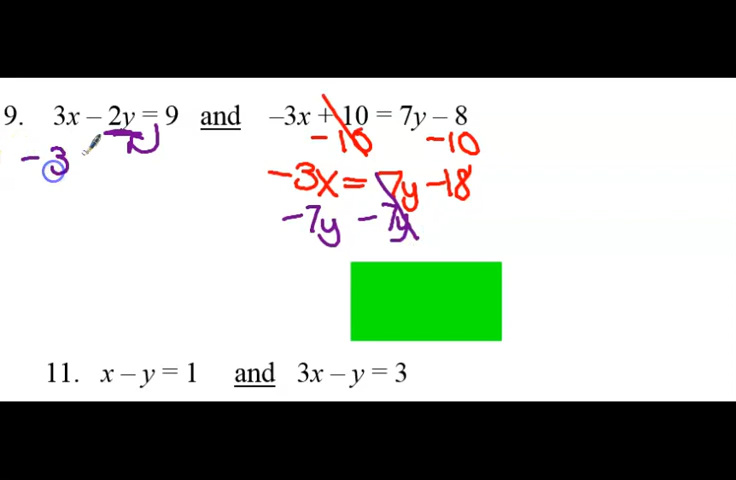 9. 3x – 2y = 9 and –3x + 10 = 7y – 8
–10 –10
–3
–3x = 7y –18
–7y –7y
11. x – y = 1 and 3x – y = 3